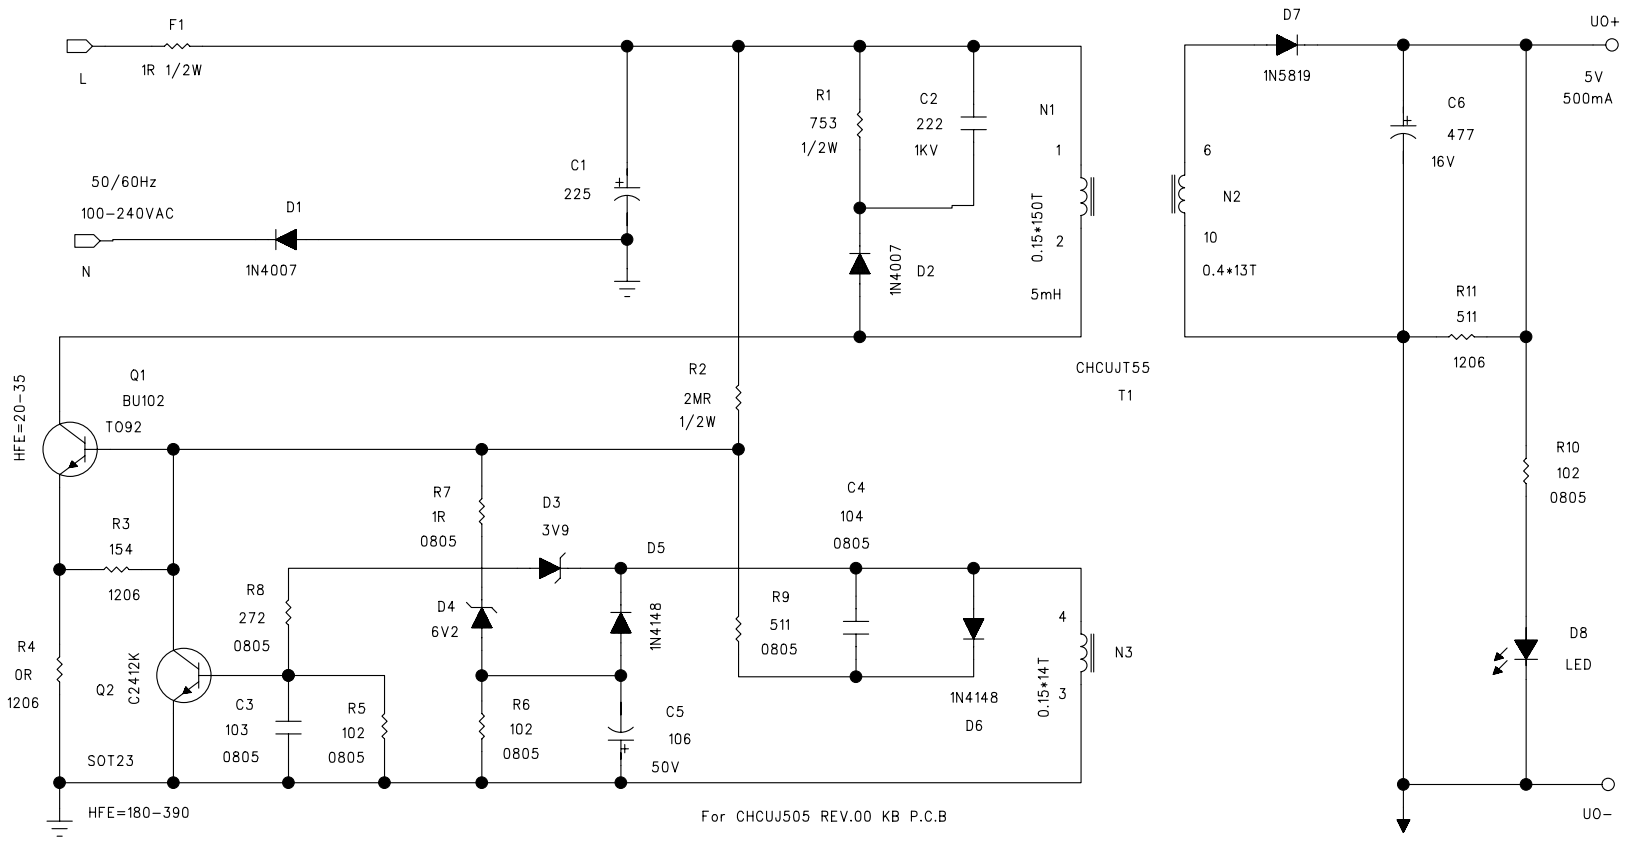 F1
1R 1/2W
L
50/60Hz
100-240VAC
D1
1N4007
N
C1
225
R1
753
1/2W
C2
222
1KV
N1
1
0.15*150T
2
5mH
1N4007
D2
D7
1N5819
UO+
5V
500mA
C6
477
16V
6
N2
10
0.4*13T
R11
511
1206
CHCUJT55
T1
HFE=20-35
Q1
BU102
TO92
R2
2MR
1/2W
R3
154
1206
R7
1R
0805
D3
3V9
D5
1N4148
C4
104
0805
R10
102
0805
R4
0R
1206
Q2
C2412K
R8
272
0805
D4
6V2
R9
511
0805
4
N3
0.15*14T
3
D8
LED
C3
103
0805
R5
102
0805
R6
102
0805
C5
106
50V
1N4148
D6
SOT23
HFE=180-390
For CHCUJ505 REV.00 KB P.C.B
UO-